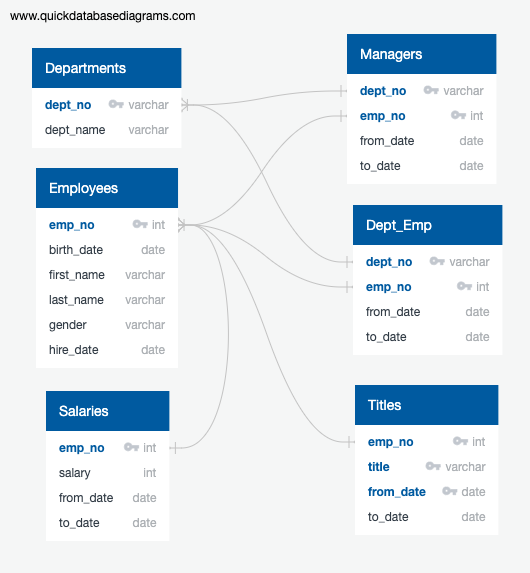 www.quickdatabasediagrams.com
Departments
dept_no varchar
dept_name varchar
Employees
emp_no int
birth_date date
first_name varchar
last_name varchar
gender varchar
hire_date date
Salaries
emp_no int
salary int
from_date date
to_date date
Managers
dept_no varchar
emp_no int
from_date date
to_date date
Dept_Emp
dept_no varchar
emp_no int
from_date date
to_date date
Titles
emp_no int
title varchar
from_date date
to_date date